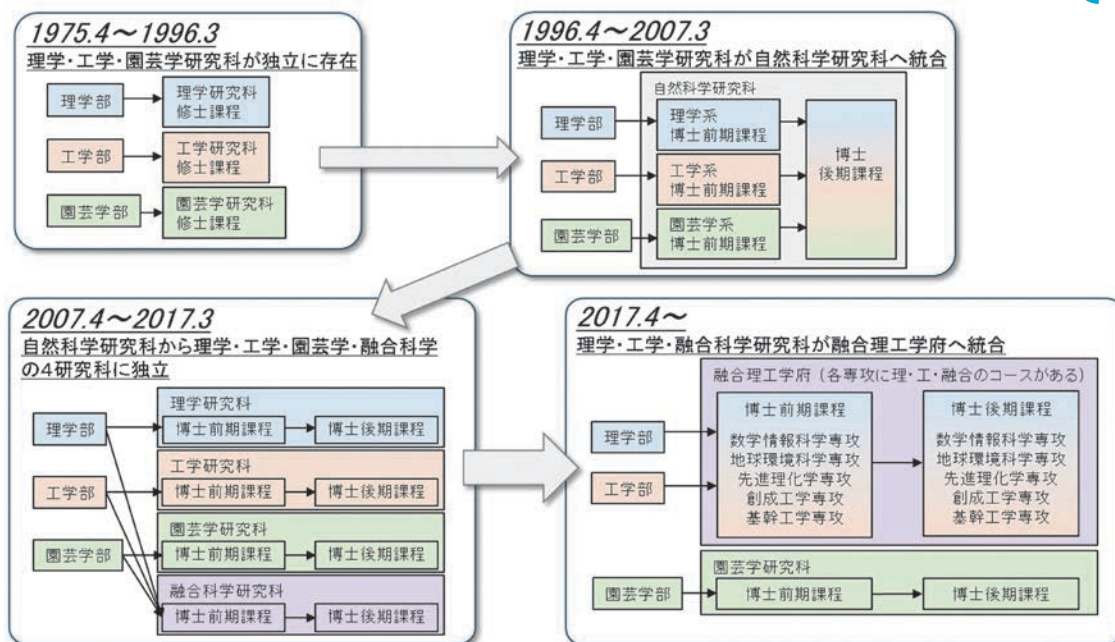 1975.4～1996.3
理学・工学・園芸学研究科が独立に存在
理学部
理学研究科
修士課程
工学部
工学研究科
修士課程
園芸学部
園芸学研究科
修士課程
1996.4～2007.3
理学・工学・園芸学研究科が自然科学研究科へ統合
自然科学研究科
理学部
理学系
博士前期課程
工学部
工学系
博士前期課程
園芸学部
園芸学系
博士前期課程
博士
後期課程
2007.4～2017.3
自然科学研究科から理学・工学・園芸学・融合科学
の4研究科に独立
理学部
工学部
園芸学部
理学研究科
博士前期課程
博士後期課程
工学研究科
博士前期課程
博士後期課程
園芸学研究科
博士前期課程
博士後期課程
融合科学研究科
博士前期課程
博士後期課程
2017.4～
理学・工学・融合科学研究科が融合理工学府へ統合
融合理工学府（各専攻に理・工・融合のコースがある）
理学部
工学部
博士前期課程
数学情報科学専攻
地球環境科学専攻
先進理化学専攻
創成工学専攻
基幹工学専攻
博士後期課程
数学情報科学専攻
地球環境科学専攻
先進理化学専攻
創成工学専攻
基幹工学専攻
園芸学部
園芸学研究科
博士前期課程
博士後期課程